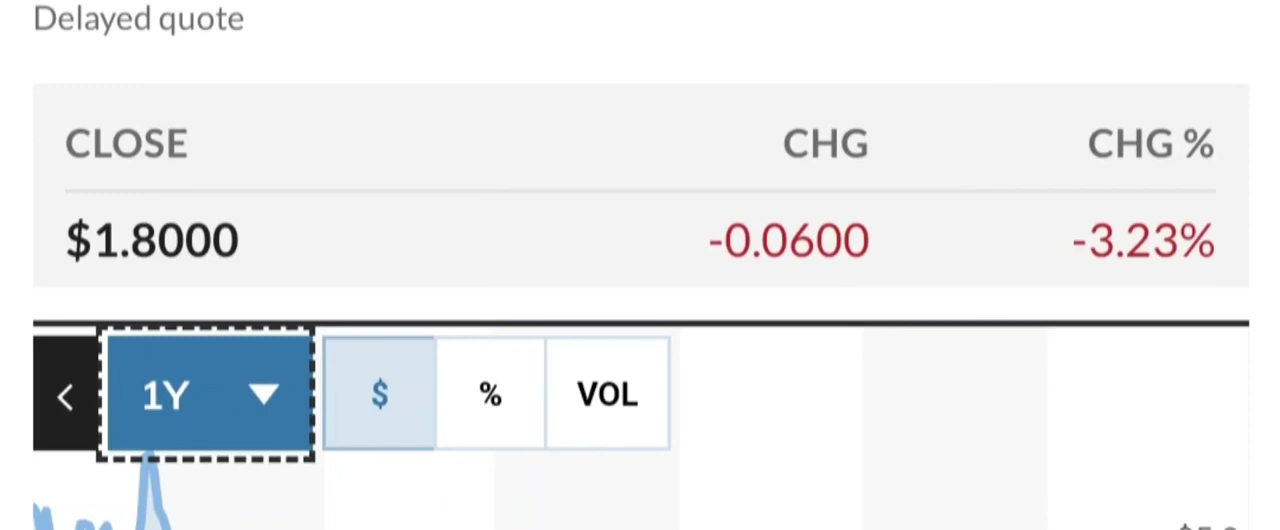 Delayed quote
CLOSE CHG CHG %
$1.8000 -0.0600 -3.23%
1Y $ % VOL